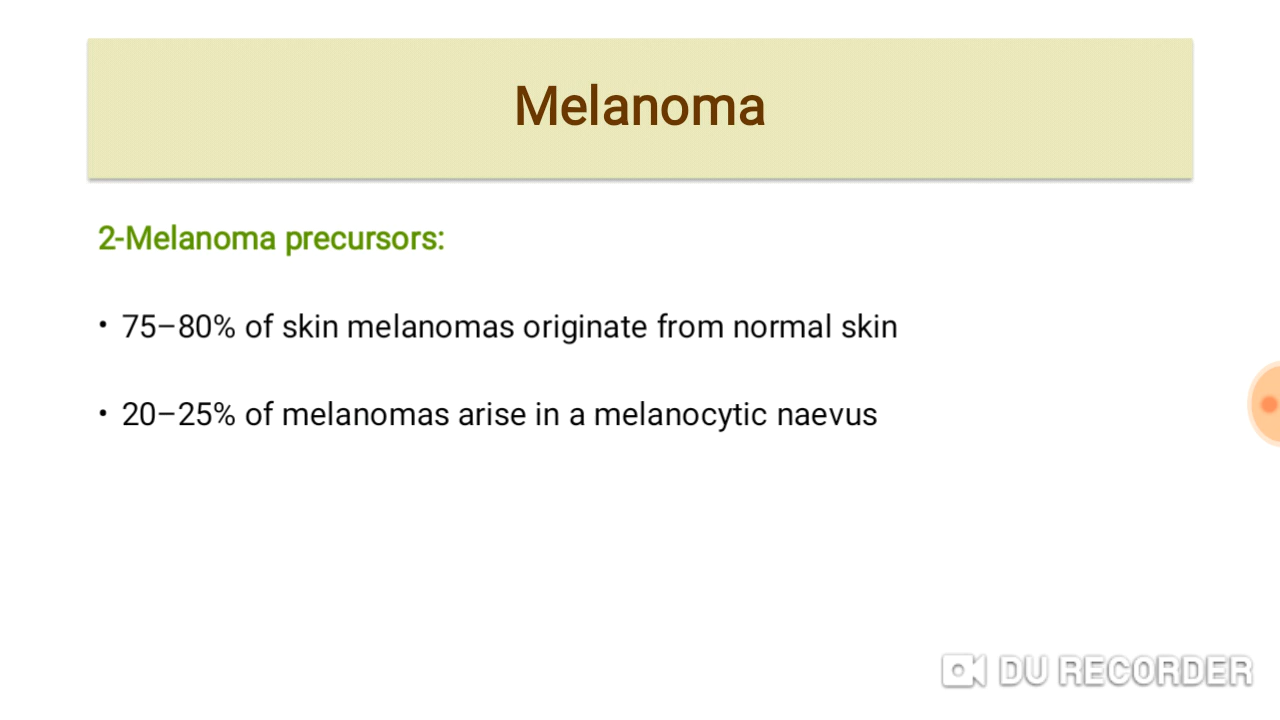 Melanoma
2-Melanoma precursors:
• 75–80% of skin melanomas originate from normal skin
• 20–25% of melanomas arise in a melanocytic naevus
DU RECORDER